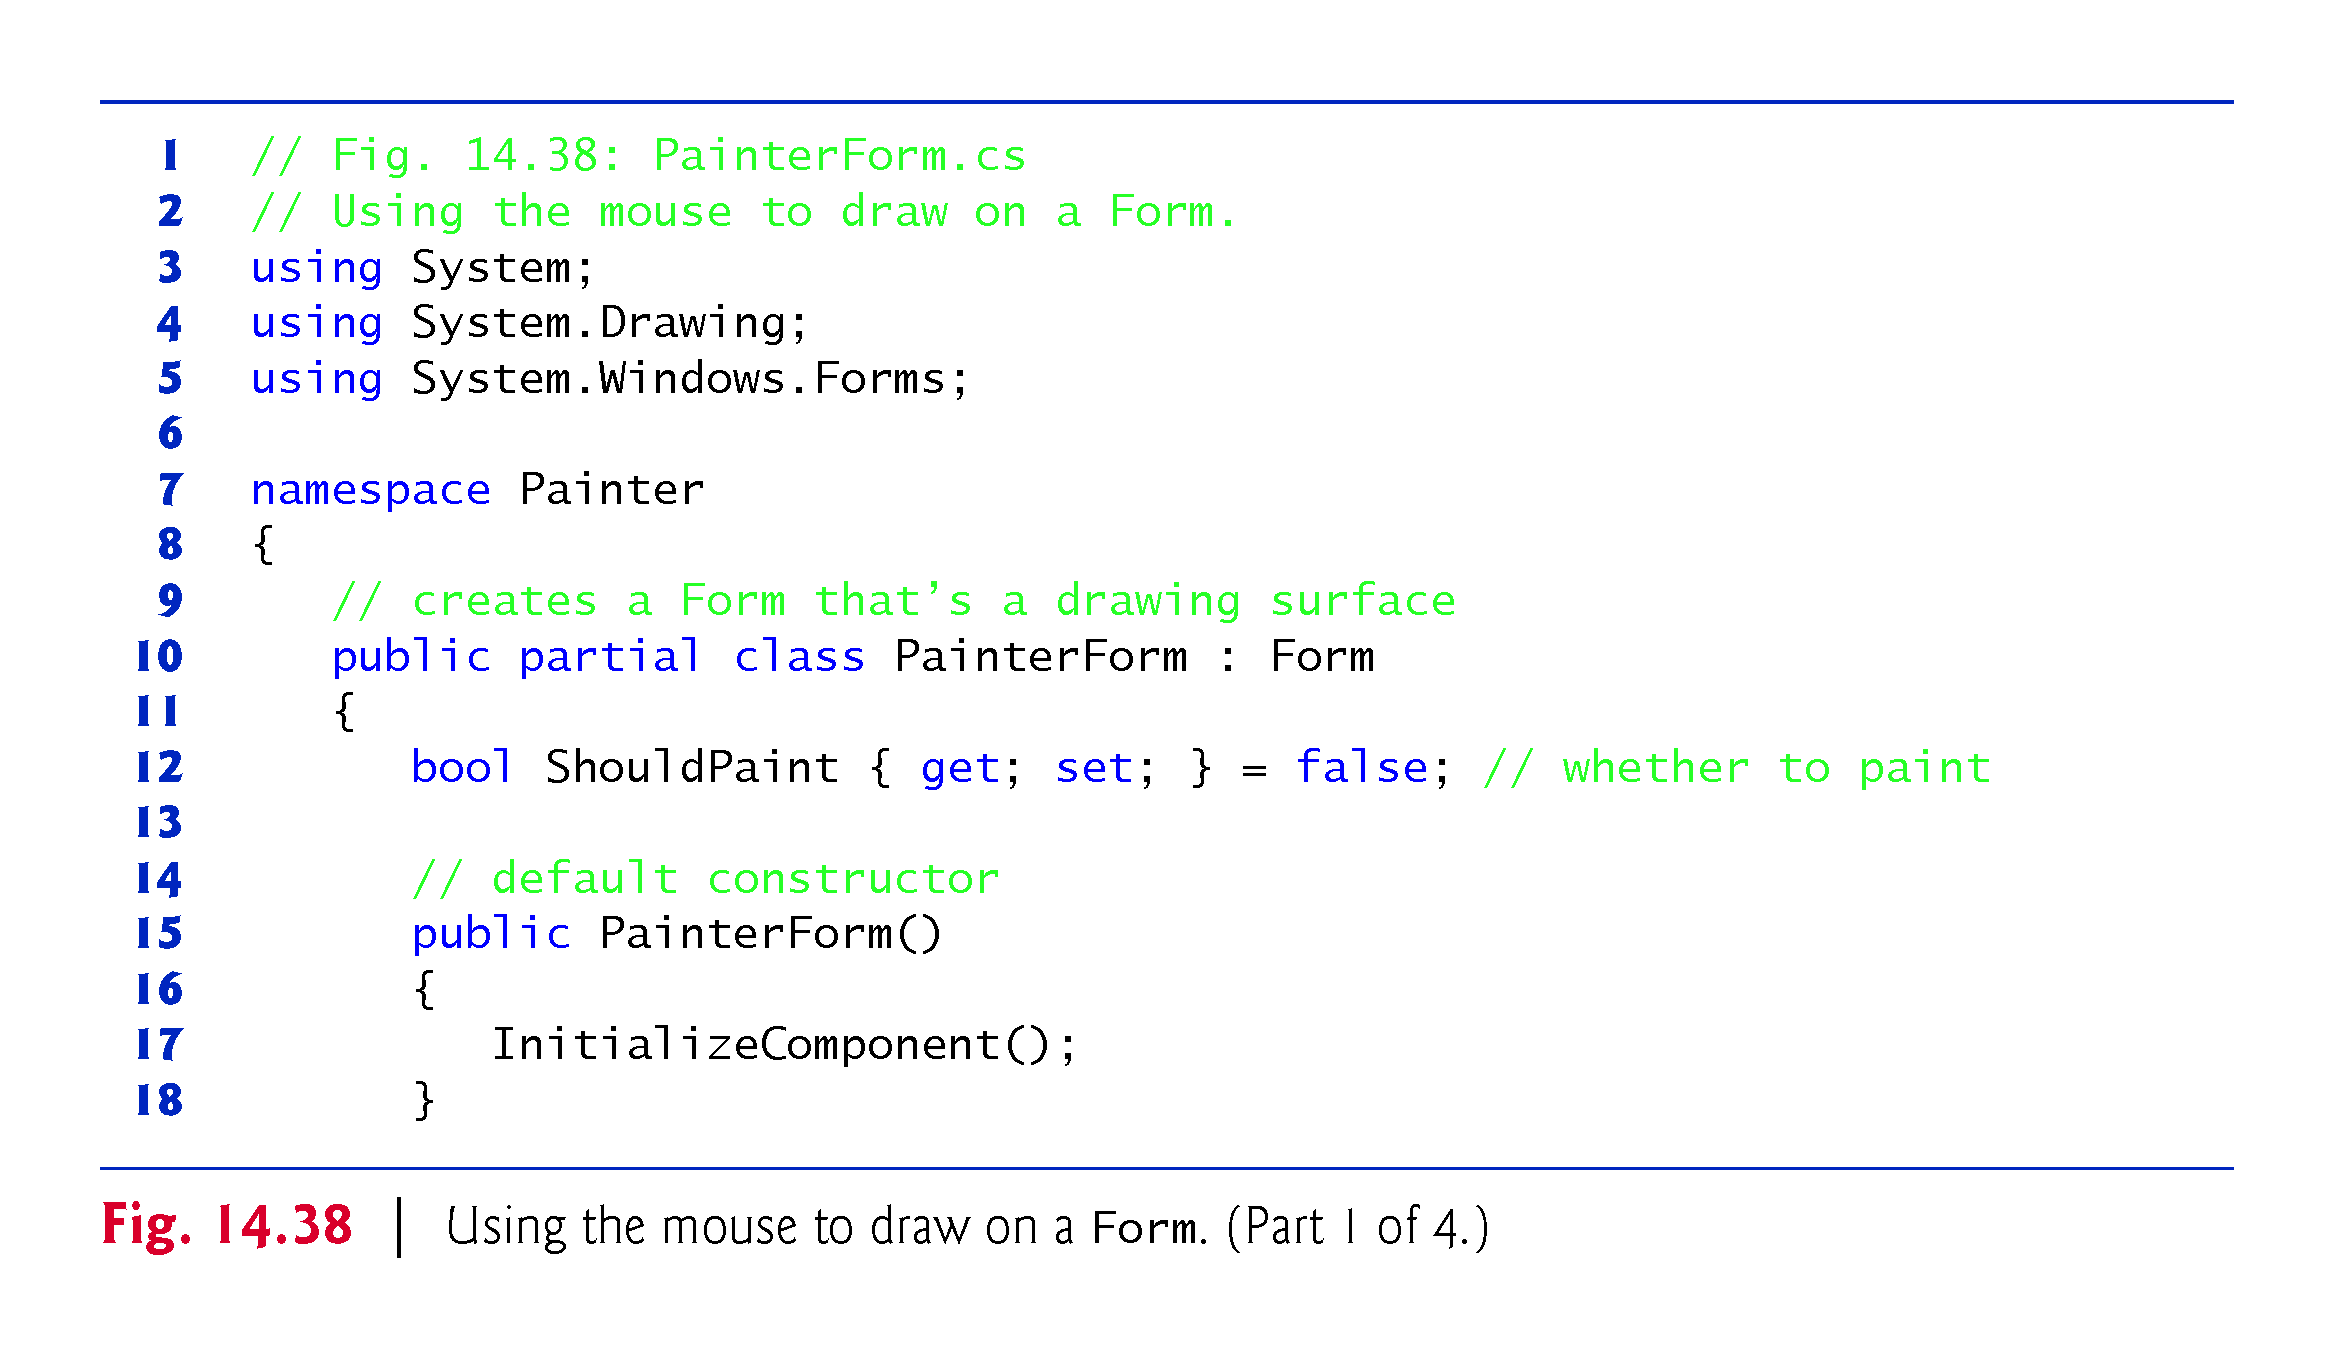 1 // Fig. 14.38: PainterForm.cs
2 // Using the mouse to draw on a Form.
3 using System;
4 using System.Drawing;
5 using System.Windows.Forms;
6
7 namespace Painter
8 {
9    // creates a Form that’s a drawing surface
10    public partial class PainterForm : Form
11    {
12       bool ShouldPaint { get; set; } = false; // whether to paint
13
14       // default constructor
15       public PainterForm()
16       {
17          InitializeComponent();
18       }
Fig. 14.38 | Using the mouse to draw on a Form. (Part 1 of 4.)